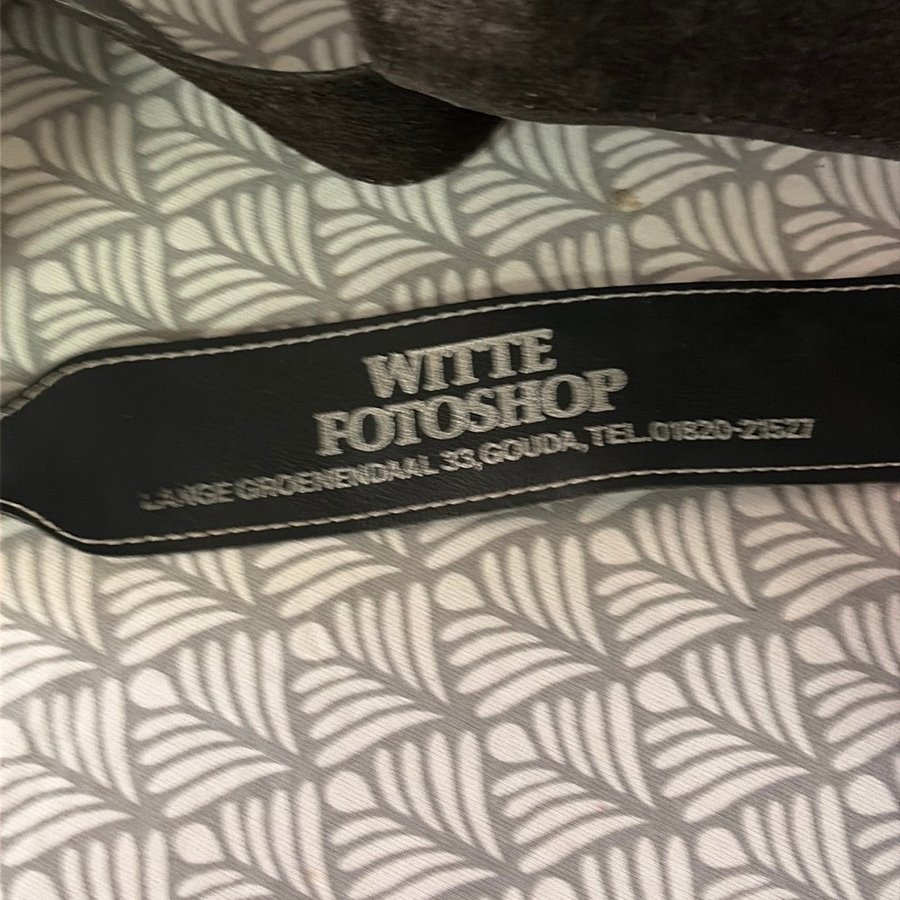 WITTE
FOTOSHOP
LANGE GROENENDAAL 33, GOUDA, TEL. 01820-21527